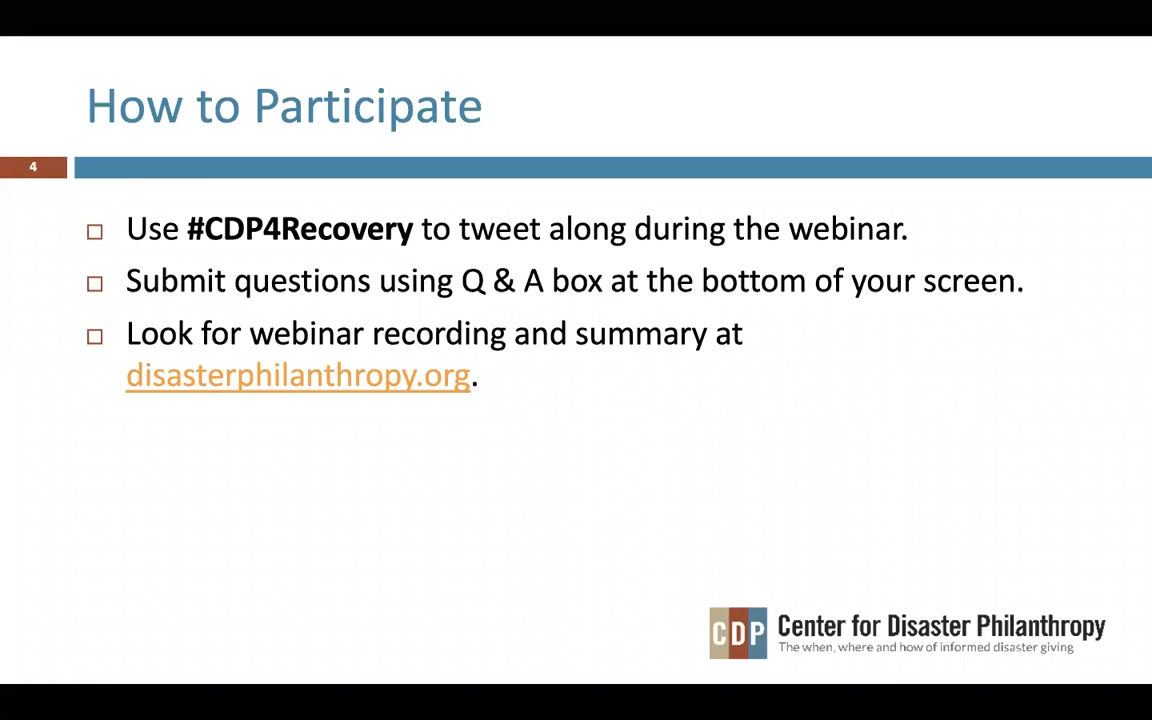 How to Participate
4
Use #CDP4Recovery to tweet along during the webinar.
Submit questions using Q & A box at the bottom of your screen.
Look for webinar recording and summary at
disasterphilanthropy.org.
CDP
Center for Disaster Philanthropy
The when, where and how of informed disaster giving